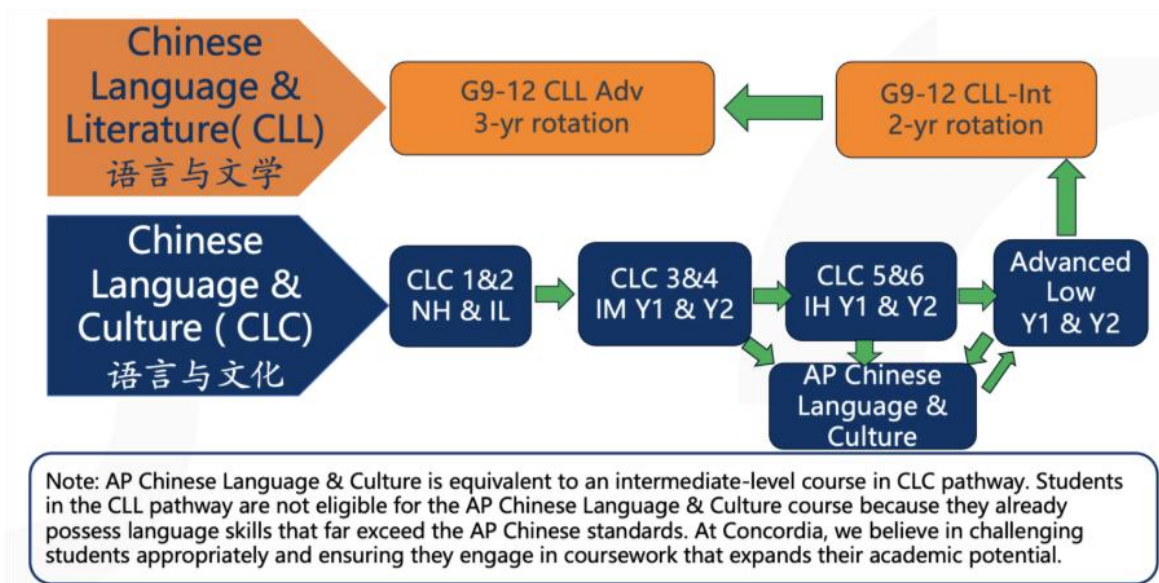 Chinese
Language &
Literature( CLL)
语言与文学
G9-12 CLL Adv
3-yr rotation
G9-12 CLL-Int
2-yr rotation
Chinese
Language &
Culture ( CLC)
语言与文化
CLC 1&2
NH & IL
CLC 3&4
IM Y1 & Y2
CLC 5&6
IH Y1 & Y2
Advanced
Low
Y1 & Y2
AP Chinese
Language &
Culture
Note: AP Chinese Language & Culture is equivalent to an intermediate-level course in CLC pathway. Students
in the CLL pathway are not eligible for the AP Chinese Language & Culture course because they already
possess language skills that far exceed the AP Chinese standards. At Concordia, we believe in challenging
students appropriately and ensuring they engage in coursework that expands their academic potential.